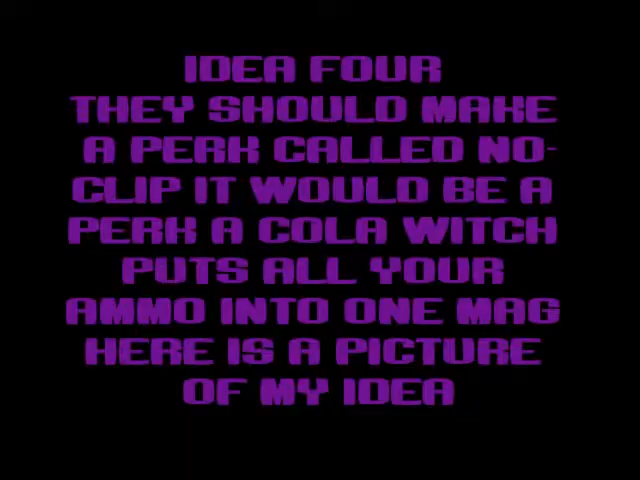 IDEA FOUR
THEY SHOULD MAKE
A PERK CALLED NO-
CLIP IT WOULD BE A
PERK A COLA WITCH
PUTS ALL YOUR
AMMO INTO ONE MAG
HERE IS A PICTURE
OF MY IDEA